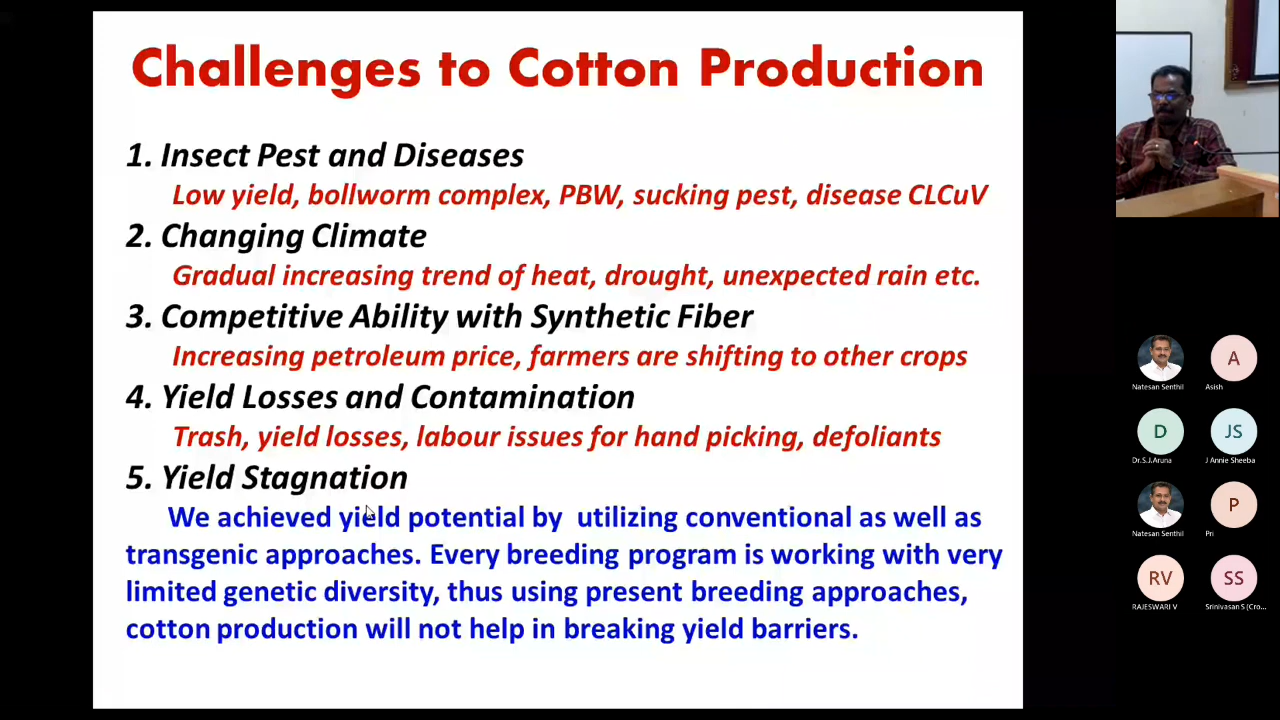 Challenges to Cotton Production
1. Insect Pest and Diseases
Low yield, bollworm complex, PBW, sucking pest, disease CLCuV
2. Changing Climate
Gradual increasing trend of heat, drought, unexpected rain etc.
3. Competitive Ability with Synthetic Fiber
Increasing petroleum price, farmers are shifting to other crops
4. Yield Losses and Contamination
Trash, yield losses, labour issues for hand picking, defoliants
5. Yield Stagnation
We achieved yield potential by utilizing conventional as well as
transgenic approaches. Every breeding program is working with very
limited genetic diversity, thus using present breeding approaches,
cotton production will not help in breaking yield barriers.
A
Natesan Senthil
Asish
D
JS
Dr.S.J.Aruna
J Annie Sheeba
P
Natesan Senthil
Pri
RV
SS
RAJESWARI V
Srinivasan S (Cro...